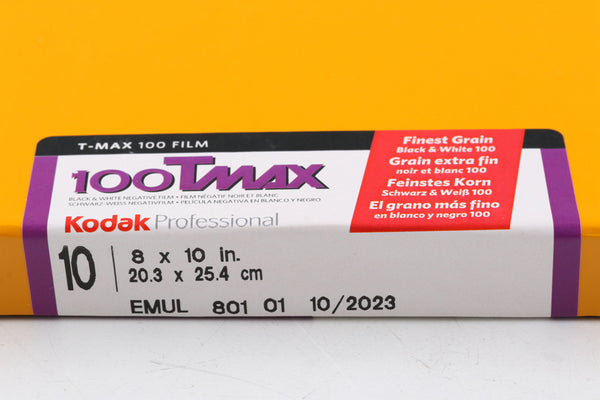 T-MAX 100 FILM
100 TMAX
BLACK & WHITE NEGATIVE FILM • FILM NÉGATIF NOIR ET BLANC
SCHWARZ-WEISS NEGATIVFILM • PELÍCULA NEGATIVA EN BLANCO Y NEGRO
Kodak Professional
Finest Grain
Black & White 100
Grain extra fin
noir et blanc 100
Feinstes Korn
Schwarz & Weiß 100
El grano más fino
en blanco y negro 100
10
8 x 10 in.
20.3 x 25.4 cm
EMUL 801 01 10/2023